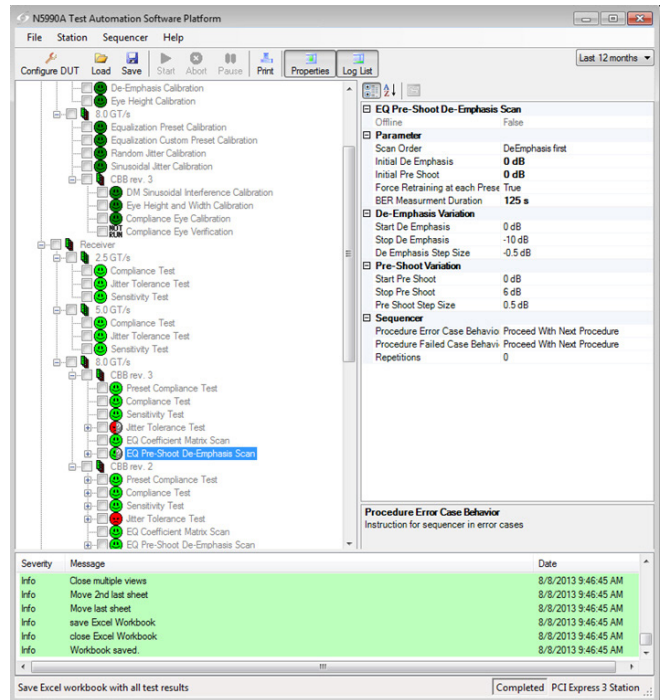 N5990A Test Automation Software Platform
File Station Sequencer Help
Configure DUT Load Save Start Abort Pause Print Properties Log List
Last 12 months
De-Emphasis Calibration
Eye Height Calibration
8.0 GT/s
Equalization Preset Calibration
Equalization Custom Preset Calibration
Random Jitter Calibration
Sinusoidal Jitter Calibration
CBB rev. 3
DM Sinusoidal Interference Calibration
Eye Height and Width Calibration
Compliance Eye Calibration
NOT RUN Compliance Eye Verification
Receiver
2.5 GT/s
Compliance Test
Jitter Tolerance Test
Sensitivity Test
5.0 GT/s
Compliance Test
Jitter Tolerance Test
Sensitivity Test
8.0 GT/s
CBB rev. 3
Preset Compliance Test
Compliance Test
Sensitivity Test
Jitter Tolerance Test
EQ Coefficient Matrix Scan
EQ Pre-Shoot De-Emphasis Scan
CBB rev. 2
Preset Compliance Test
Compliance Test
Sensitivity Test
Jitter Tolerance Test
EQ Coefficient Matrix Scan
EQ Pre-Shoot De-Emphasis Scan
EQ Pre-Shoot De-Emphasis Scan
Offline False
Parameter
Scan Order DeEmphasis first
Initial De Emphasis 0 dB
Initial Pre Shoot 0 dB
Force Retraining at each Prese True
BER Measurment Duration 125 s
De-Emphasis Variation
Start De Emphasis 0 dB
Stop De Emphasis -10 dB
De Emphasis Step Size -0.5 dB
Pre-Shoot Variation
Start Pre Shoot 0 dB
Stop Pre Shoot 6 dB
Pre Shoot Step Size 0.5 dB
Sequencer
Procedure Error Case Behavio Proceed With Next Procedure
Procedure Failed Case Behavi Proceed With Next Procedure
Repetitions 0
Procedure Error Case Behavior
Instruction for sequencer in error cases
Severity Message Date
Info Close multiple views 8/8/2013 9:46:45 AM
Info Move 2nd last sheet 8/8/2013 9:46:45 AM
Info Move last sheet 8/8/2013 9:46:45 AM
Info save Excel Workbook 8/8/2013 9:46:45 AM
Info close Excel Workbook 8/8/2013 9:46:45 AM
Info Workbook saved. 8/8/2013 9:46:45 AM
Save Excel workbook with all test results Completed PCI Express 3 Station